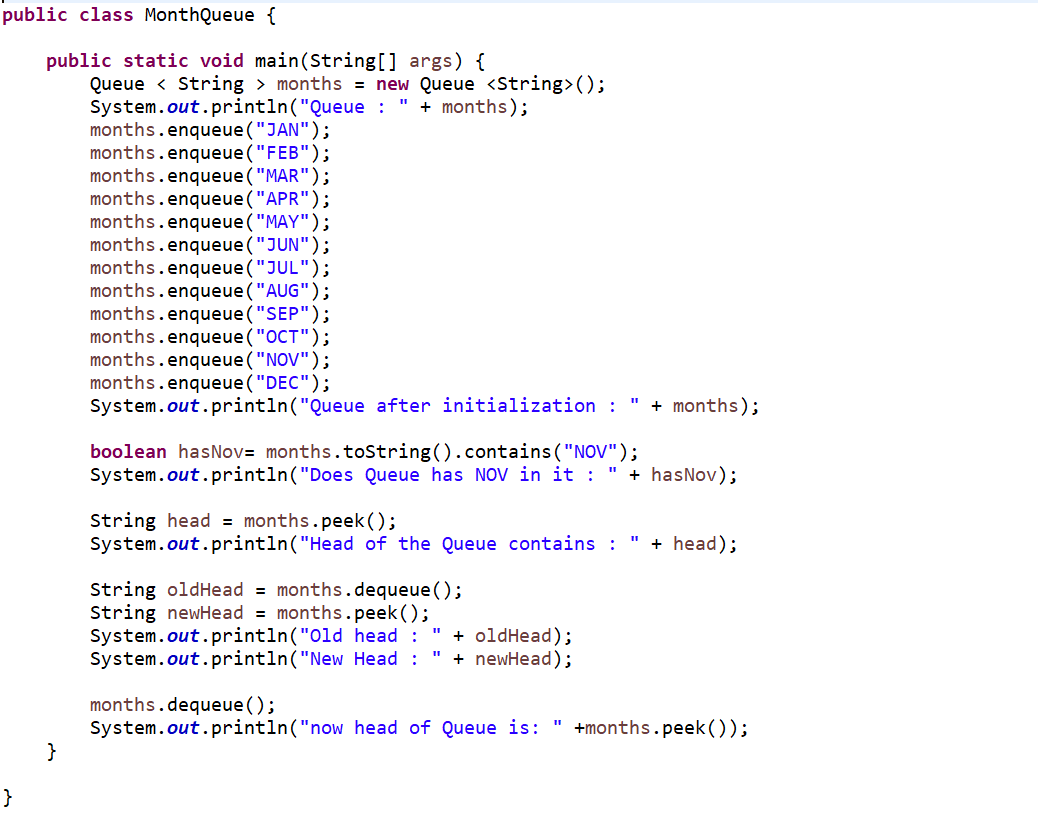 public class MonthQueue {
public static void main(String[] args) {
Queue < String > months = new Queue <String>();
System.out.println("Queue : " + months);
months.enqueue("JAN");
months.enqueue("FEB");
months.enqueue("MAR");
months.enqueue("APR");
months.enqueue("MAY");
months.enqueue("JUN");
months.enqueue("JUL");
months.enqueue("AUG");
months.enqueue("SEP");
months.enqueue("OCT");
months.enqueue("NOV");
months.enqueue("DEC");
System.out.println("Queue after initialization : " + months);
boolean hasNov= months.toString().contains("NOV");
System.out.println("Does Queue has NOV in it : " + hasNov);
String head = months.peek();
System.out.println("Head of the Queue contains : " + head);
String oldHead = months.dequeue();
String newHead = months.peek();
System.out.println("Old head : " + oldHead);
System.out.println("New Head : " + newHead);
months.dequeue();
System.out.println("now head of Queue is: " +months.peek());
}
}